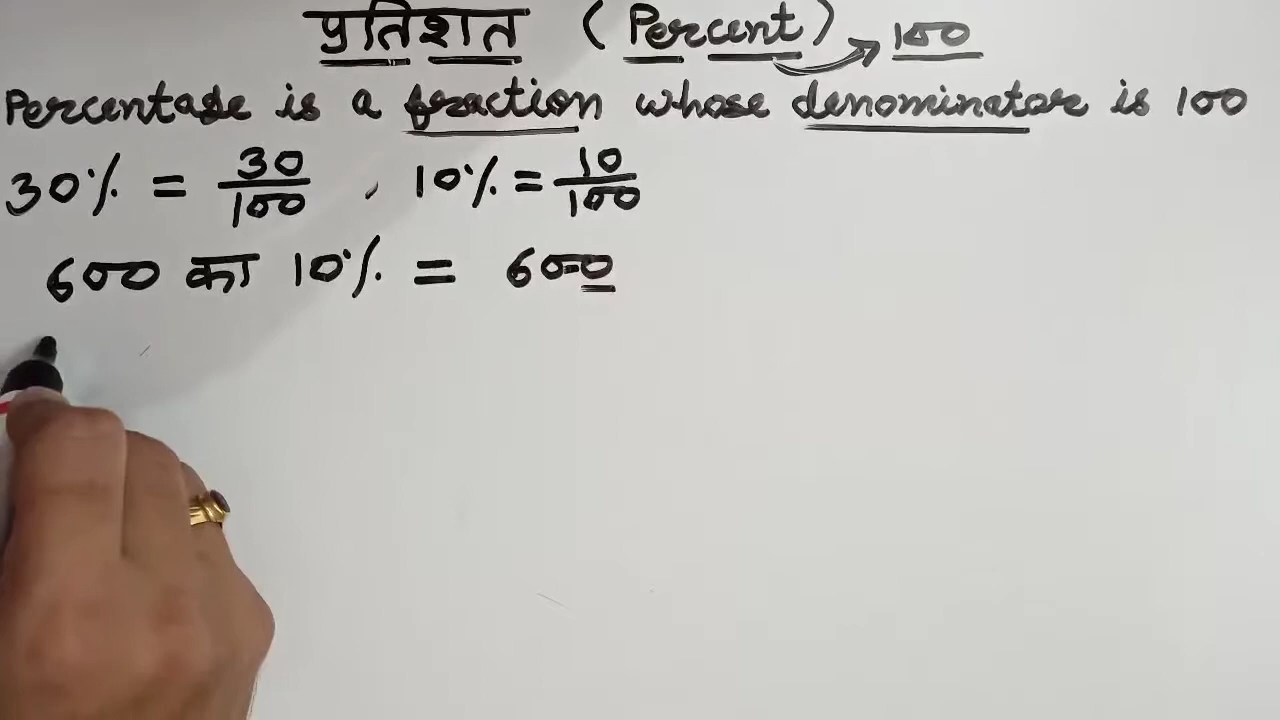 प्रतिशत (Percent) → 100
Percentage is a fraction whose denominator is 100
30% = 30/100 , 10% = 10/100
600 का 10% = 600